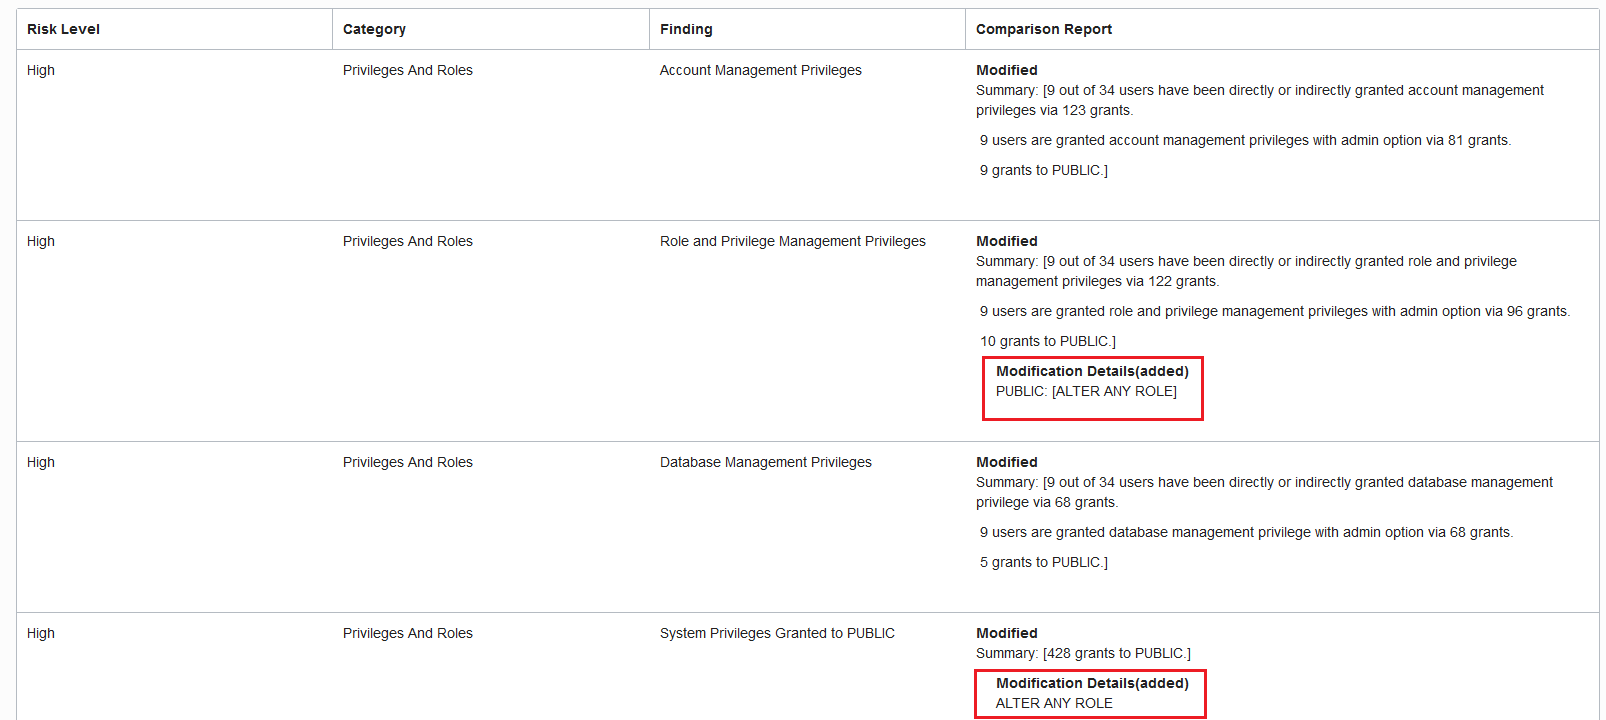 Risk Level Category Finding Comparison Report
High Privileges And Roles Account Management Privileges Modified
Summary: [9 out of 34 users have been directly or indirectly granted account management
privileges via 123 grants.
9 users are granted account management privileges with admin option via 81 grants.
9 grants to PUBLIC.]
High Privileges And Roles Role and Privilege Management Privileges Modified
Summary: [9 out of 34 users have been directly or indirectly granted role and privilege
management privileges via 122 grants.
9 users are granted role and privilege management privileges with admin option via 96 grants.
10 grants to PUBLIC.]
Modification Details(added)
PUBLIC: [ALTER ANY ROLE]
High Privileges And Roles Database Management Privileges Modified
Summary: [9 out of 34 users have been directly or indirectly granted database management
privilege via 68 grants.
9 users are granted database management privilege with admin option via 68 grants.
5 grants to PUBLIC.]
High Privileges And Roles System Privileges Granted to PUBLIC Modified
Summary: [428 grants to PUBLIC.]
Modification Details(added)
ALTER ANY ROLE